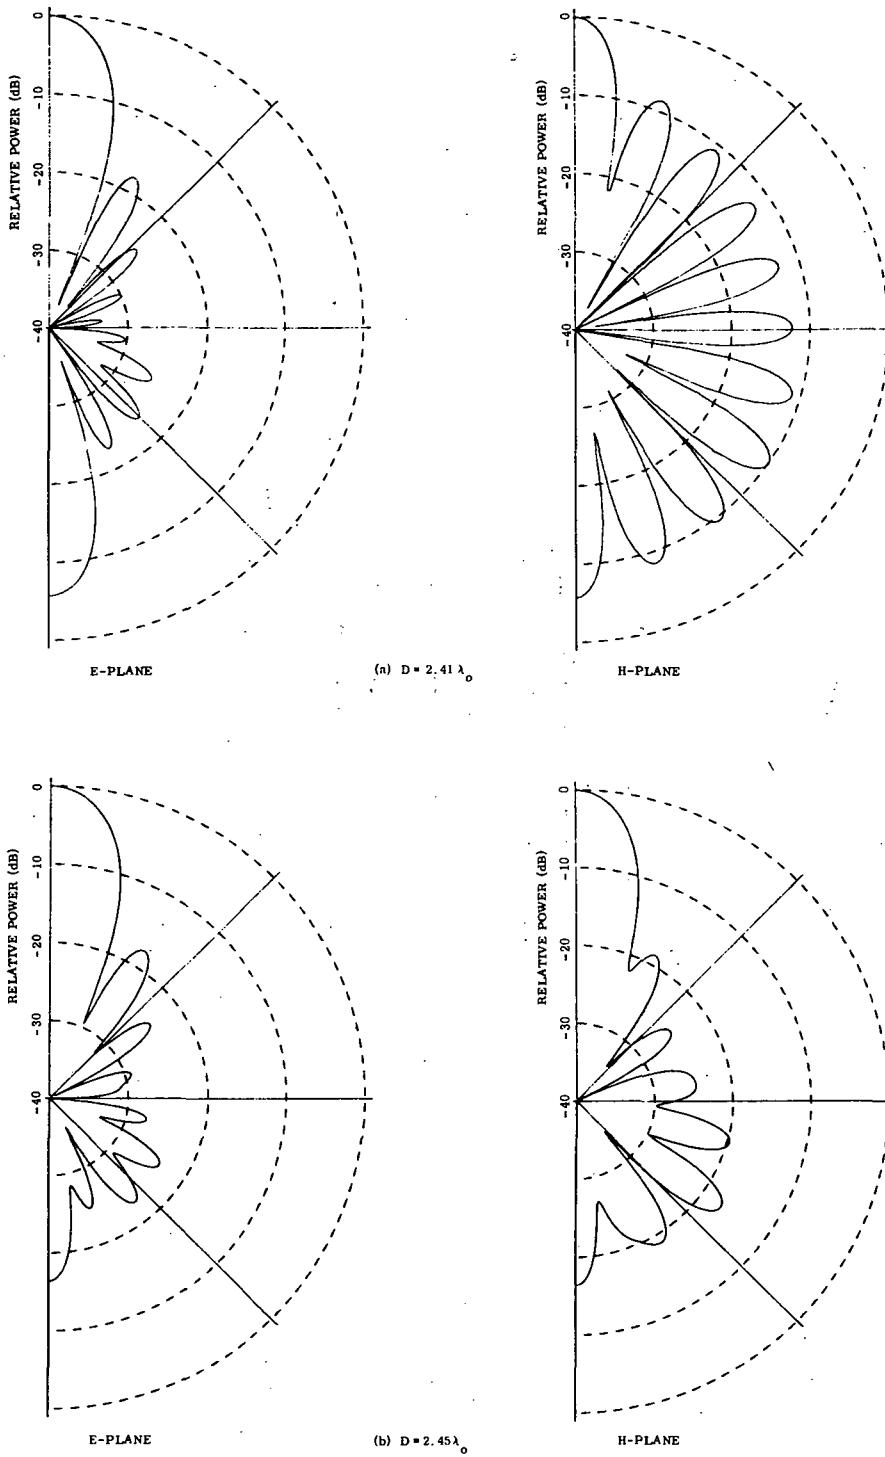 RELATIVE POWER (dB)
0
-10
-20
-30
-40
E-PLANE
RELATIVE POWER (dB)
0
-10
-20
-30
-40
H-PLANE
(a) D = 2.41 λo
RELATIVE POWER (dB)
0
-10
-20
-30
-40
E-PLANE
RELATIVE POWER (dB)
0
-10
-20
-30
-40
H-PLANE
(b) D = 2.45 λo